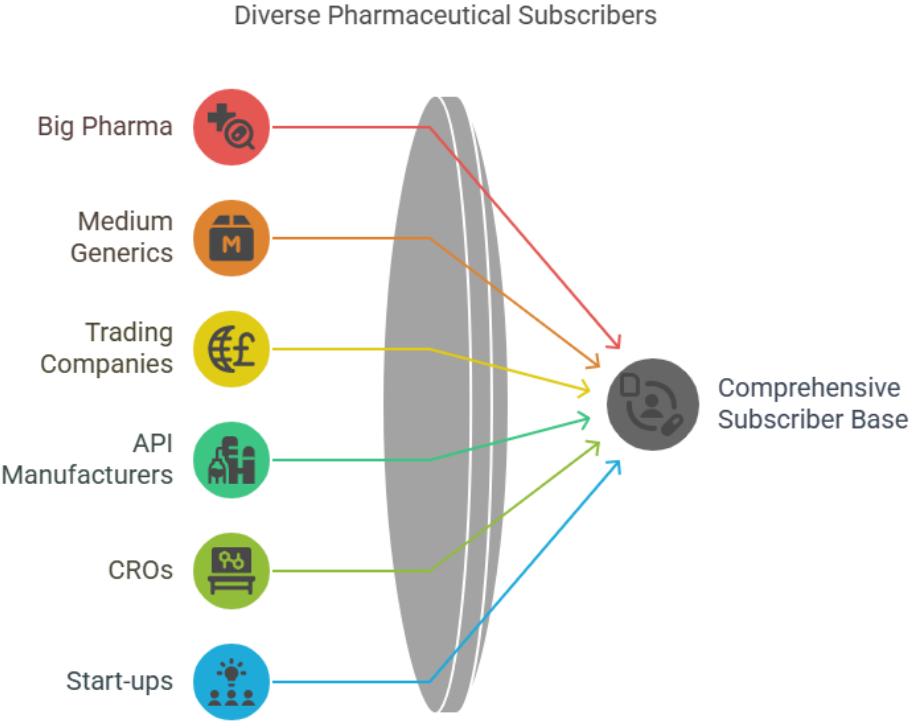 Diverse Pharmaceutical Subscribers
Big Pharma
Medium
Generics
M
Trading
Companies
£
API
Manufacturers
CROs
Start-ups
Comprehensive
Subscriber Base